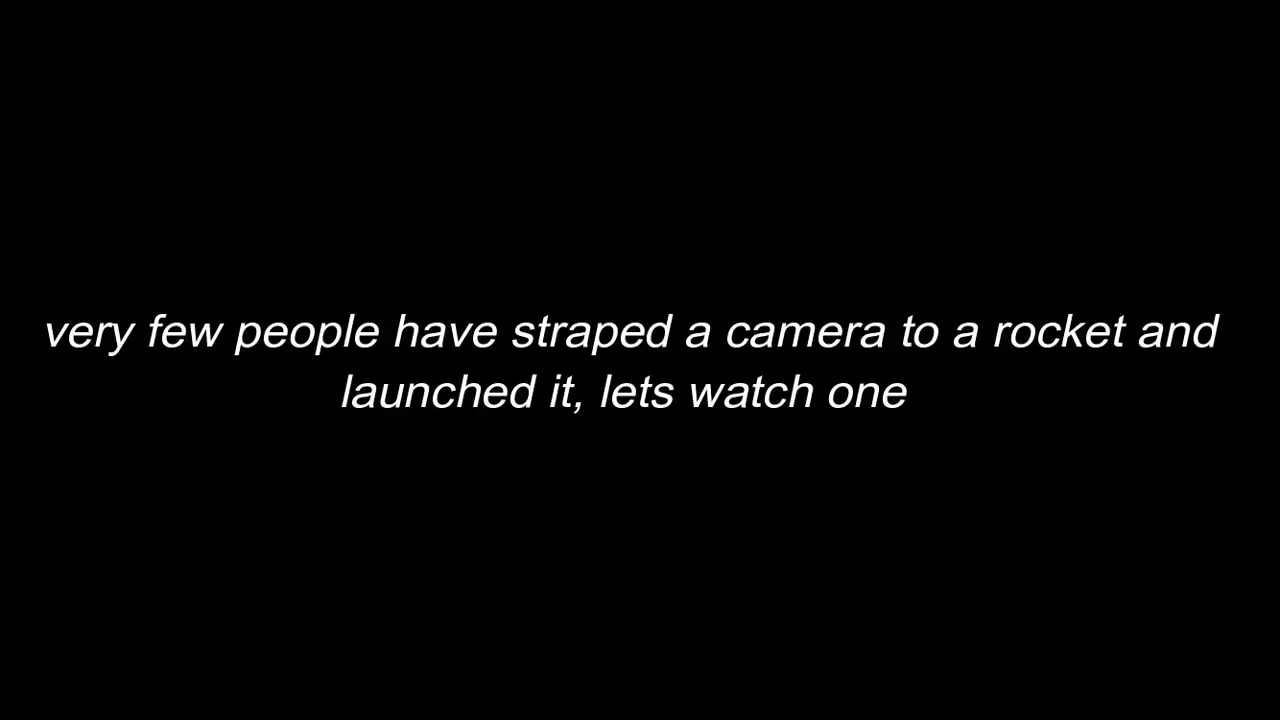 very few people have straped a camera to a rocket and
launched it, lets watch one